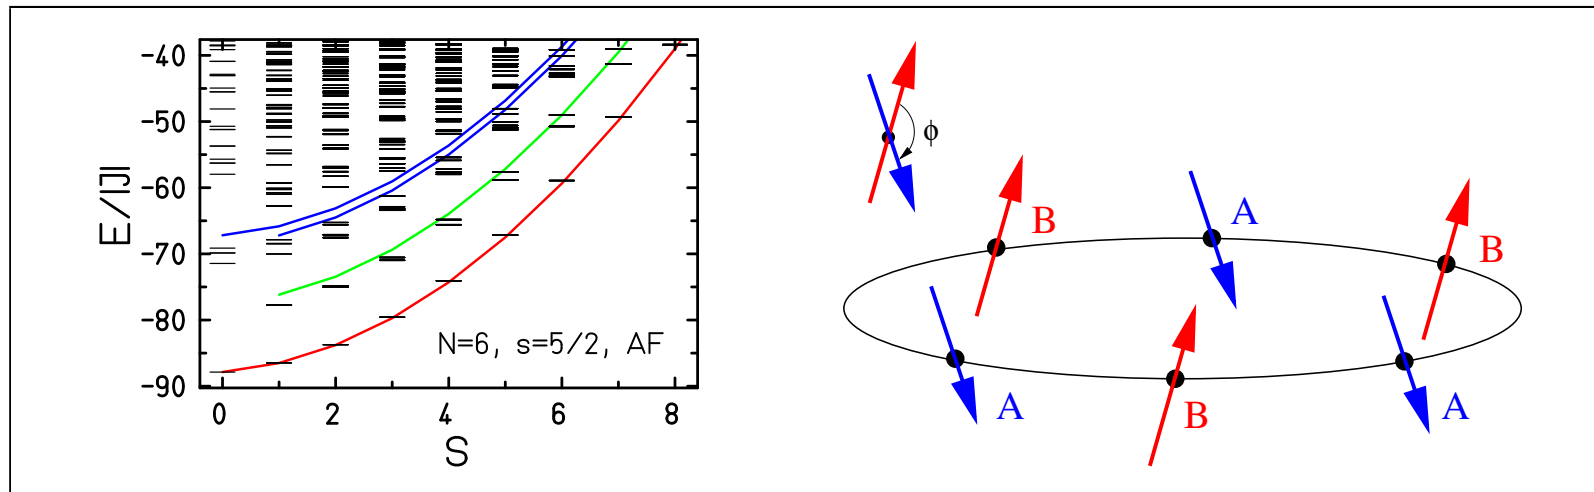 E/|J|
-40
-50
-60
-70
-80
-90
0 2 4 6 8
S
N=6, s=5/2, AF
ϕ
B
A
B
A
B
A